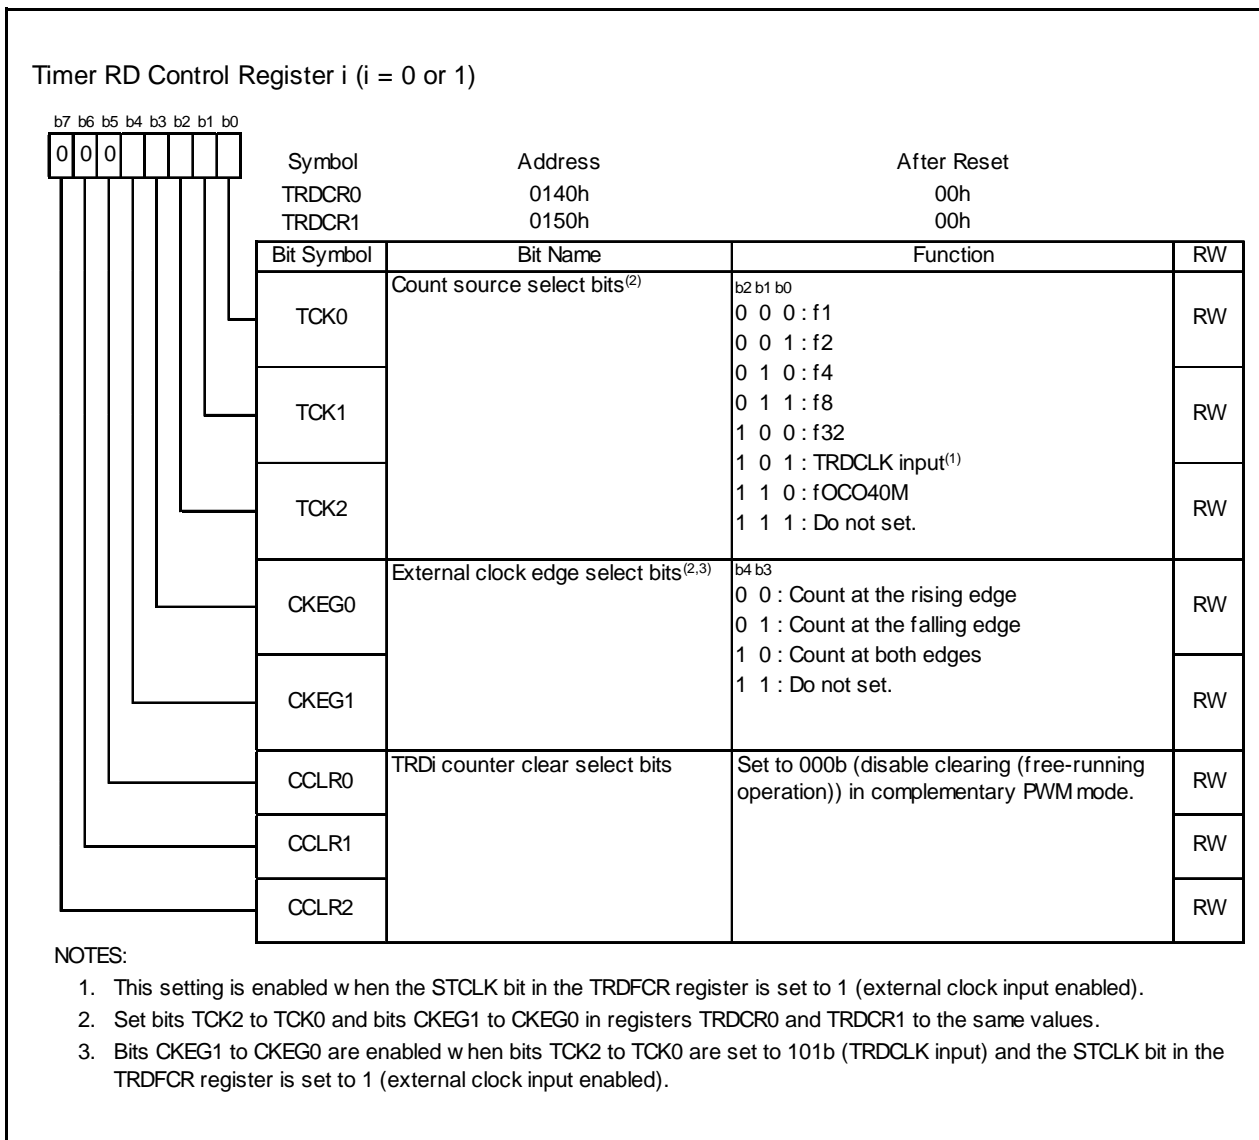 Timer RD Control Register i (i = 0 or 1)
b7 b6 b5 b4 b3 b2 b1 b0
0 0 0
Symbol Address After Reset
TRDCR0 0140h 00h
TRDCR1 0150h 00h
Bit Symbol Bit Name Function RW
TCK0 Count source select bits(2) b2 b1 b0
0 0 0 : f1 RW
0 0 1 : f2
0 1 0 : f4
TCK1 0 1 1 : f8 RW
1 0 0 : f32
1 0 1 : TRDCLK input(1)
TCK2 1 1 0 : fOCO40M RW
1 1 1 : Do not set.
CKEG0 External clock edge select bits(2,3) b4 b3
0 0 : Count at the rising edge RW
0 1 : Count at the falling edge
1 0 : Count at both edges
CKEG1 1 1 : Do not set. RW
CCLR0 TRDi counter clear select bits Set to 000b (disable clearing (free-running RW
operation)) in complementary PWM mode.
CCLR1 RW
CCLR2 RW
NOTES:
1. This setting is enabled when the STCLK bit in the TRDFCR register is set to 1 (external clock input enabled).
2. Set bits TCK2 to TCK0 and bits CKEG1 to CKEG0 in registers TRDCR0 and TRDCR1 to the same values.
3. Bits CKEG1 to CKEG0 are enabled when bits TCK2 to TCK0 are set to 101b (TRDCLK input) and the STCLK bit in the
TRDFCR register is set to 1 (external clock input enabled).